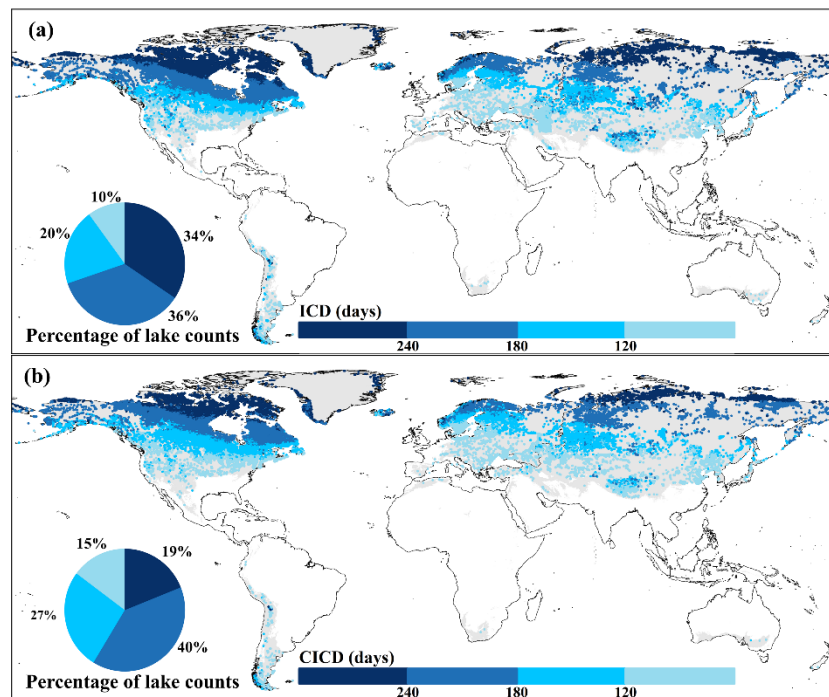 (a)
10%
20%
34%
36%
Percentage of lake counts
ICD (days)
240 180 120
(b)
15%
19%
27%
40%
Percentage of lake counts
CICD (days)
240 180 120